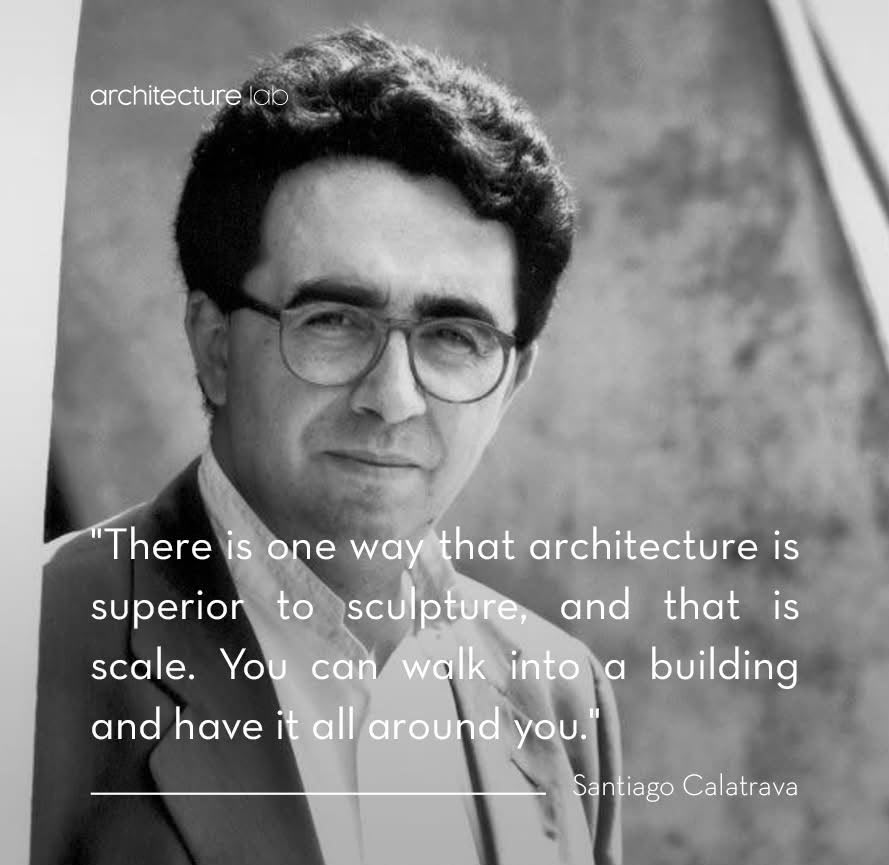 architecture lab
"There is one way that architecture is
superior to sculpture, and that is
scale. You can walk into a building
and have it all around you."
Santiago Calatrava